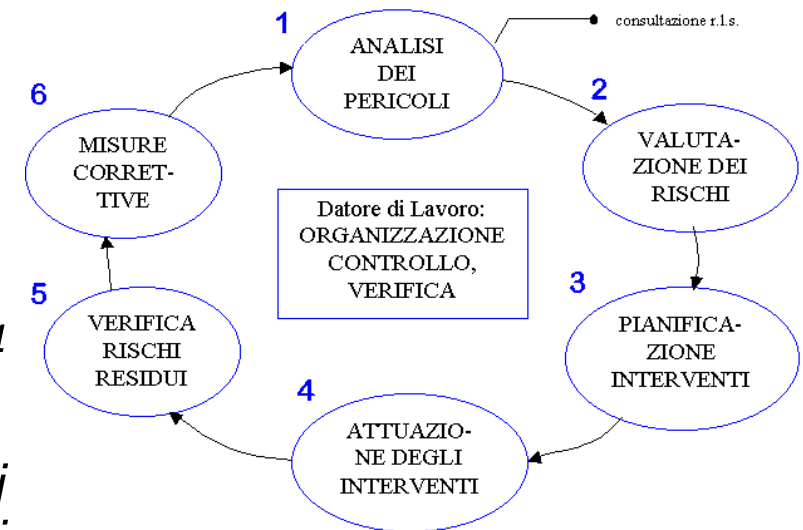 1
ANALISI
DEI
PERICOLI
consultazione r.l.s.
2
VALUTA-
ZIONE DEI
RISCHI
3
PIANIFICA-
ZIONE
INTERVENTI
4
ATTUAZIO-
NE DEGLI
INTERVENTI
5
VERIFICA
RISCHI
RESIDUI
6
MISURE
CORRET-
TIVE
Datore di Lavoro:
ORGANIZZAZIONE
CONTROLLO,
VERIFICA